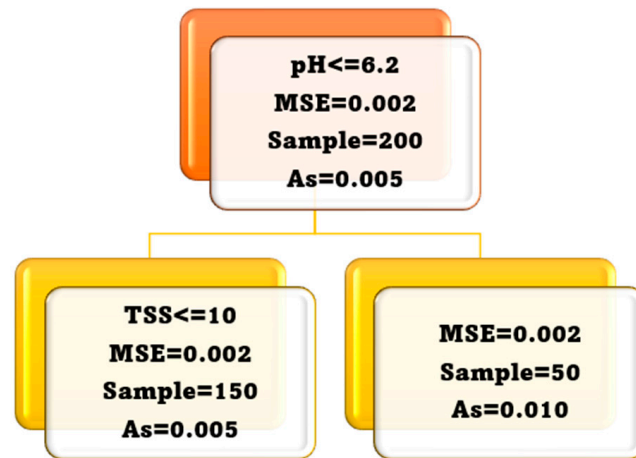 pH<=6.2
MSE=0.002
Sample=200
As=0.005
TSS<=10
MSE=0.002
Sample=150
As=0.005
MSE=0.002
Sample=50
As=0.010